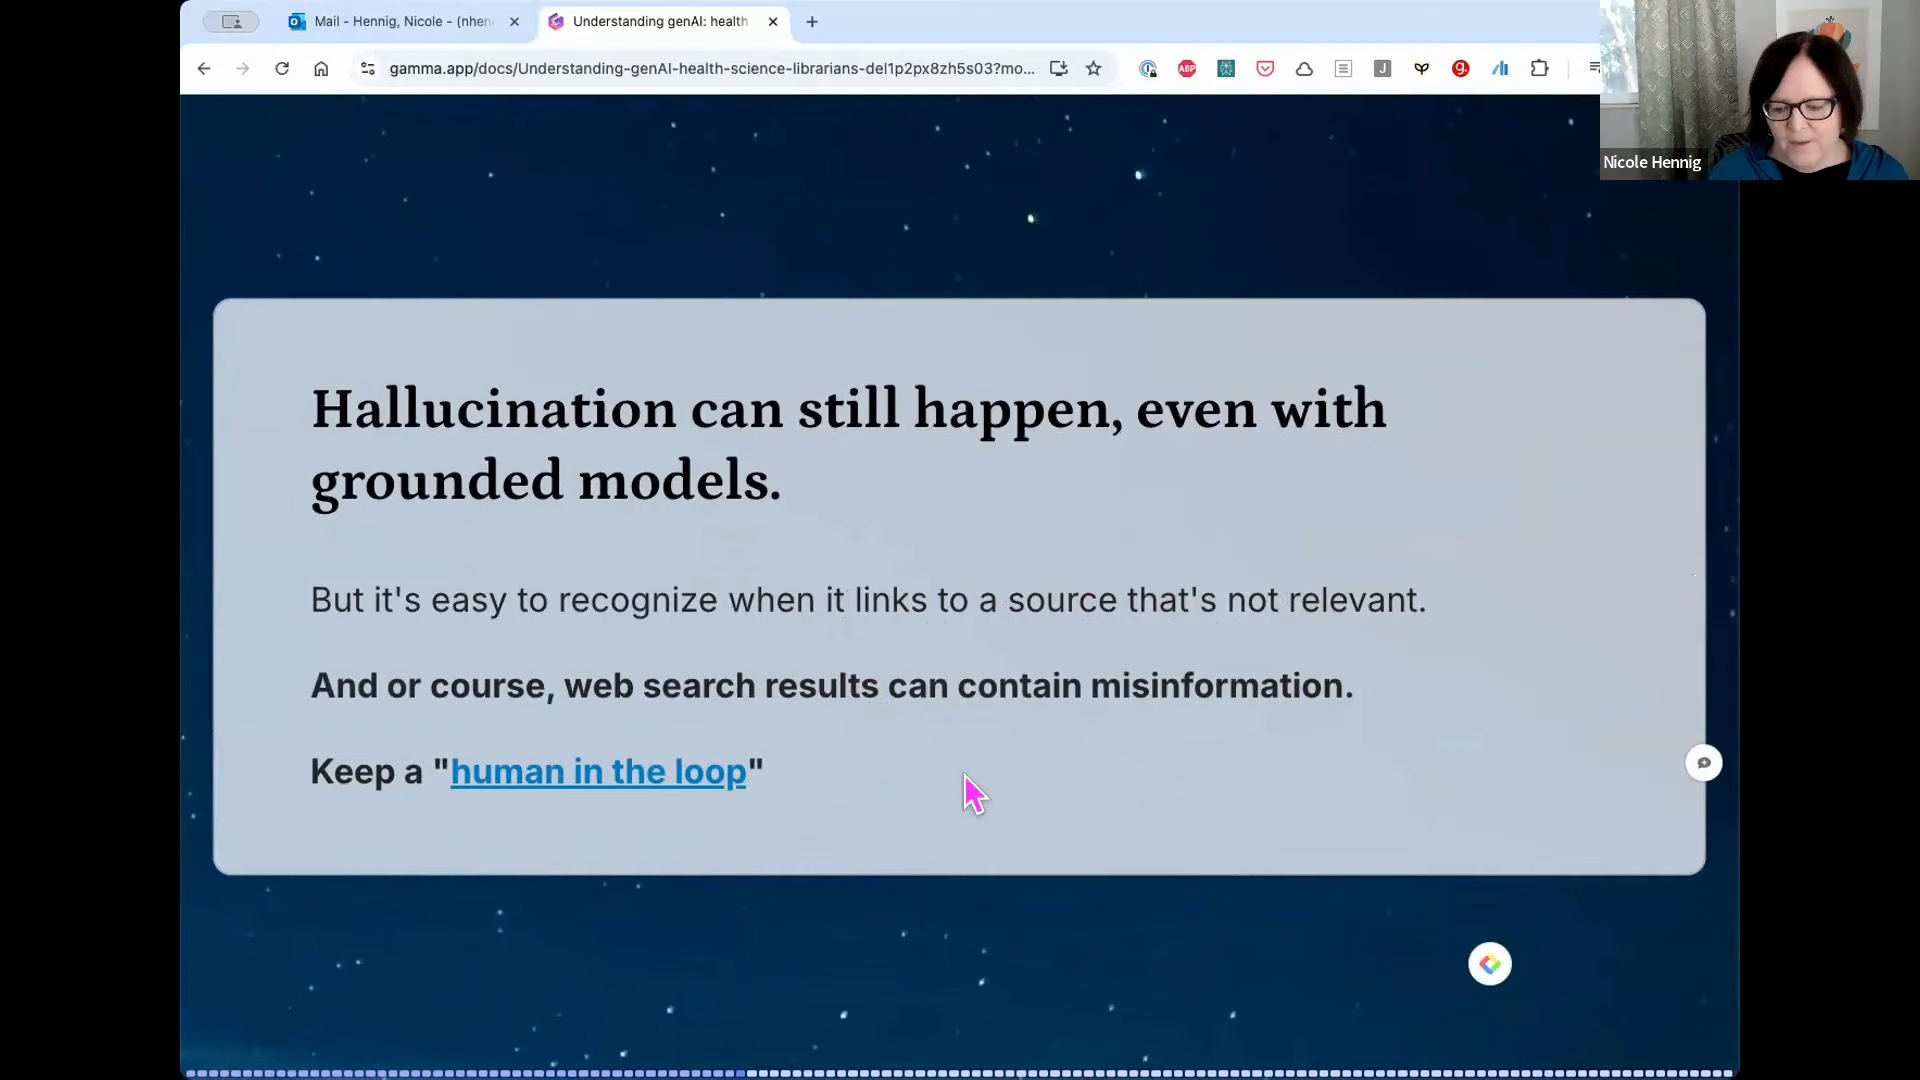 Mail - Hennig, Nicole - (nhen
Understanding genAI: health
gamma.app/docs/Understanding-genAI-health-science-librarians-del1p2px8zh5s03?mo...
ABP
J
g.
Nicole Hennig
Hallucination can still happen, even with
grounded models.
But it's easy to recognize when it links to a source that's not relevant.
And or course, web search results can contain misinformation.
Keep a "human in the loop"